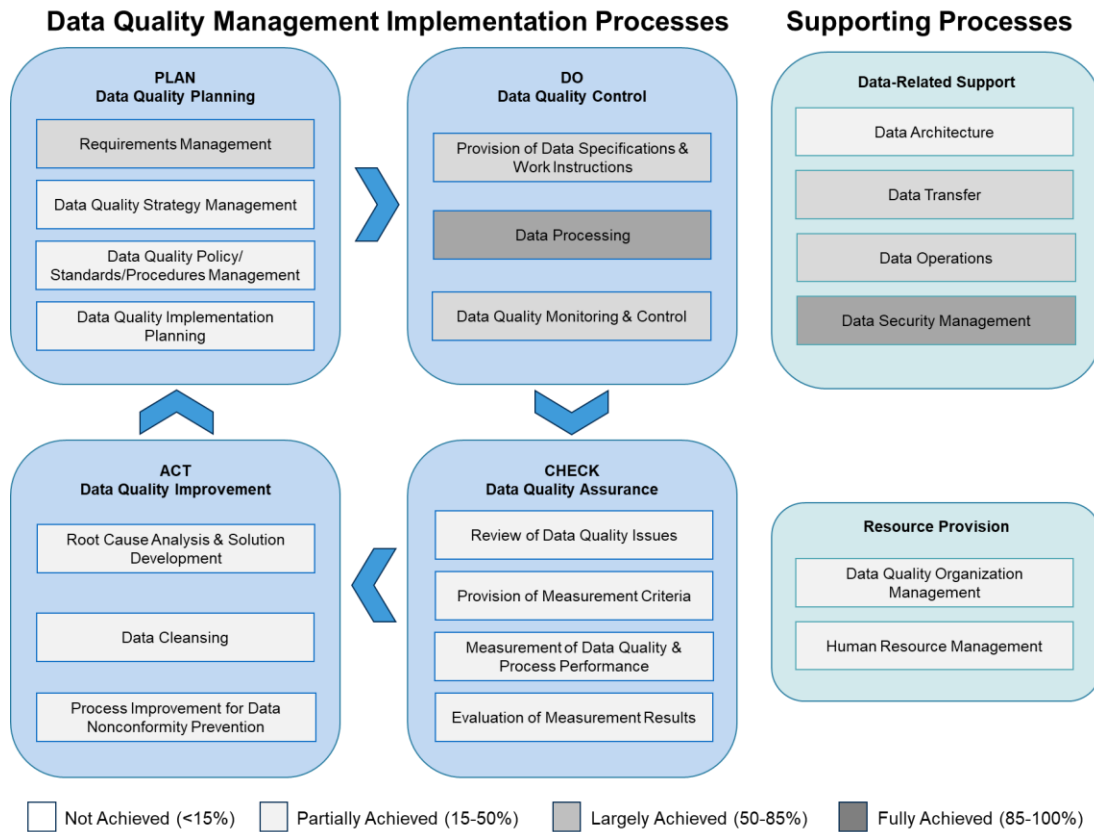 Data Quality Management Implementation Processes
Supporting Processes
PLAN
Data Quality Planning
Requirements Management
Data Quality Strategy Management
Data Quality Policy/
Standards/Procedures Management
Data Quality Implementation
Planning
DO
Data Quality Control
Provision of Data Specifications &
Work Instructions
Data Processing
Data Quality Monitoring & Control
Data-Related Support
Data Architecture
Data Transfer
Data Operations
Data Security Management
ACT
Data Quality Improvement
Root Cause Analysis & Solution
Development
Data Cleansing
Process Improvement for Data
Nonconformity Prevention
CHECK
Data Quality Assurance
Review of Data Quality Issues
Provision of Measurement Criteria
Measurement of Data Quality &
Process Performance
Evaluation of Measurement Results
Resource Provision
Data Quality Organization
Management
Human Resource Management
Not Achieved (<15%)
Partially Achieved (15-50%)
Largely Achieved (50-85%)
Fully Achieved (85-100%)